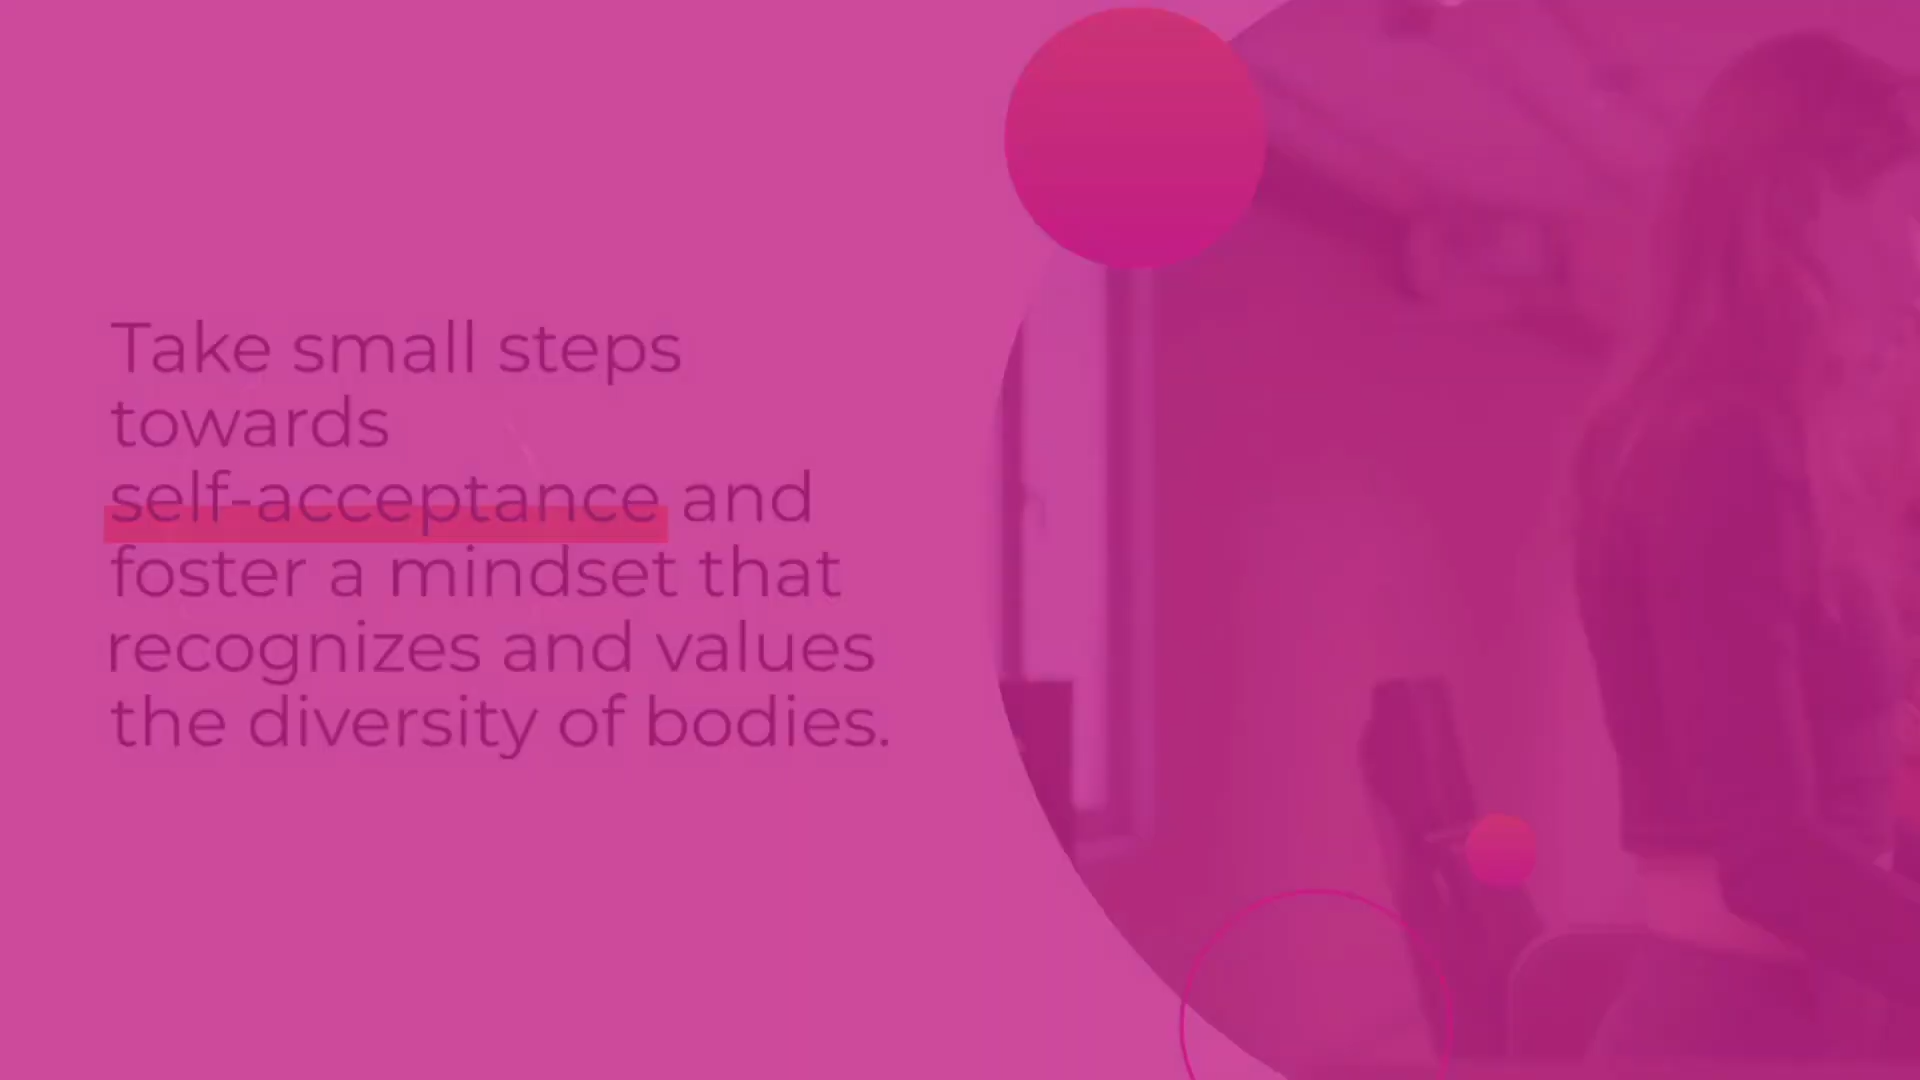 Take small steps
towards
self-acceptance and
foster a mindset that
recognizes and values
the diversity of bodies.